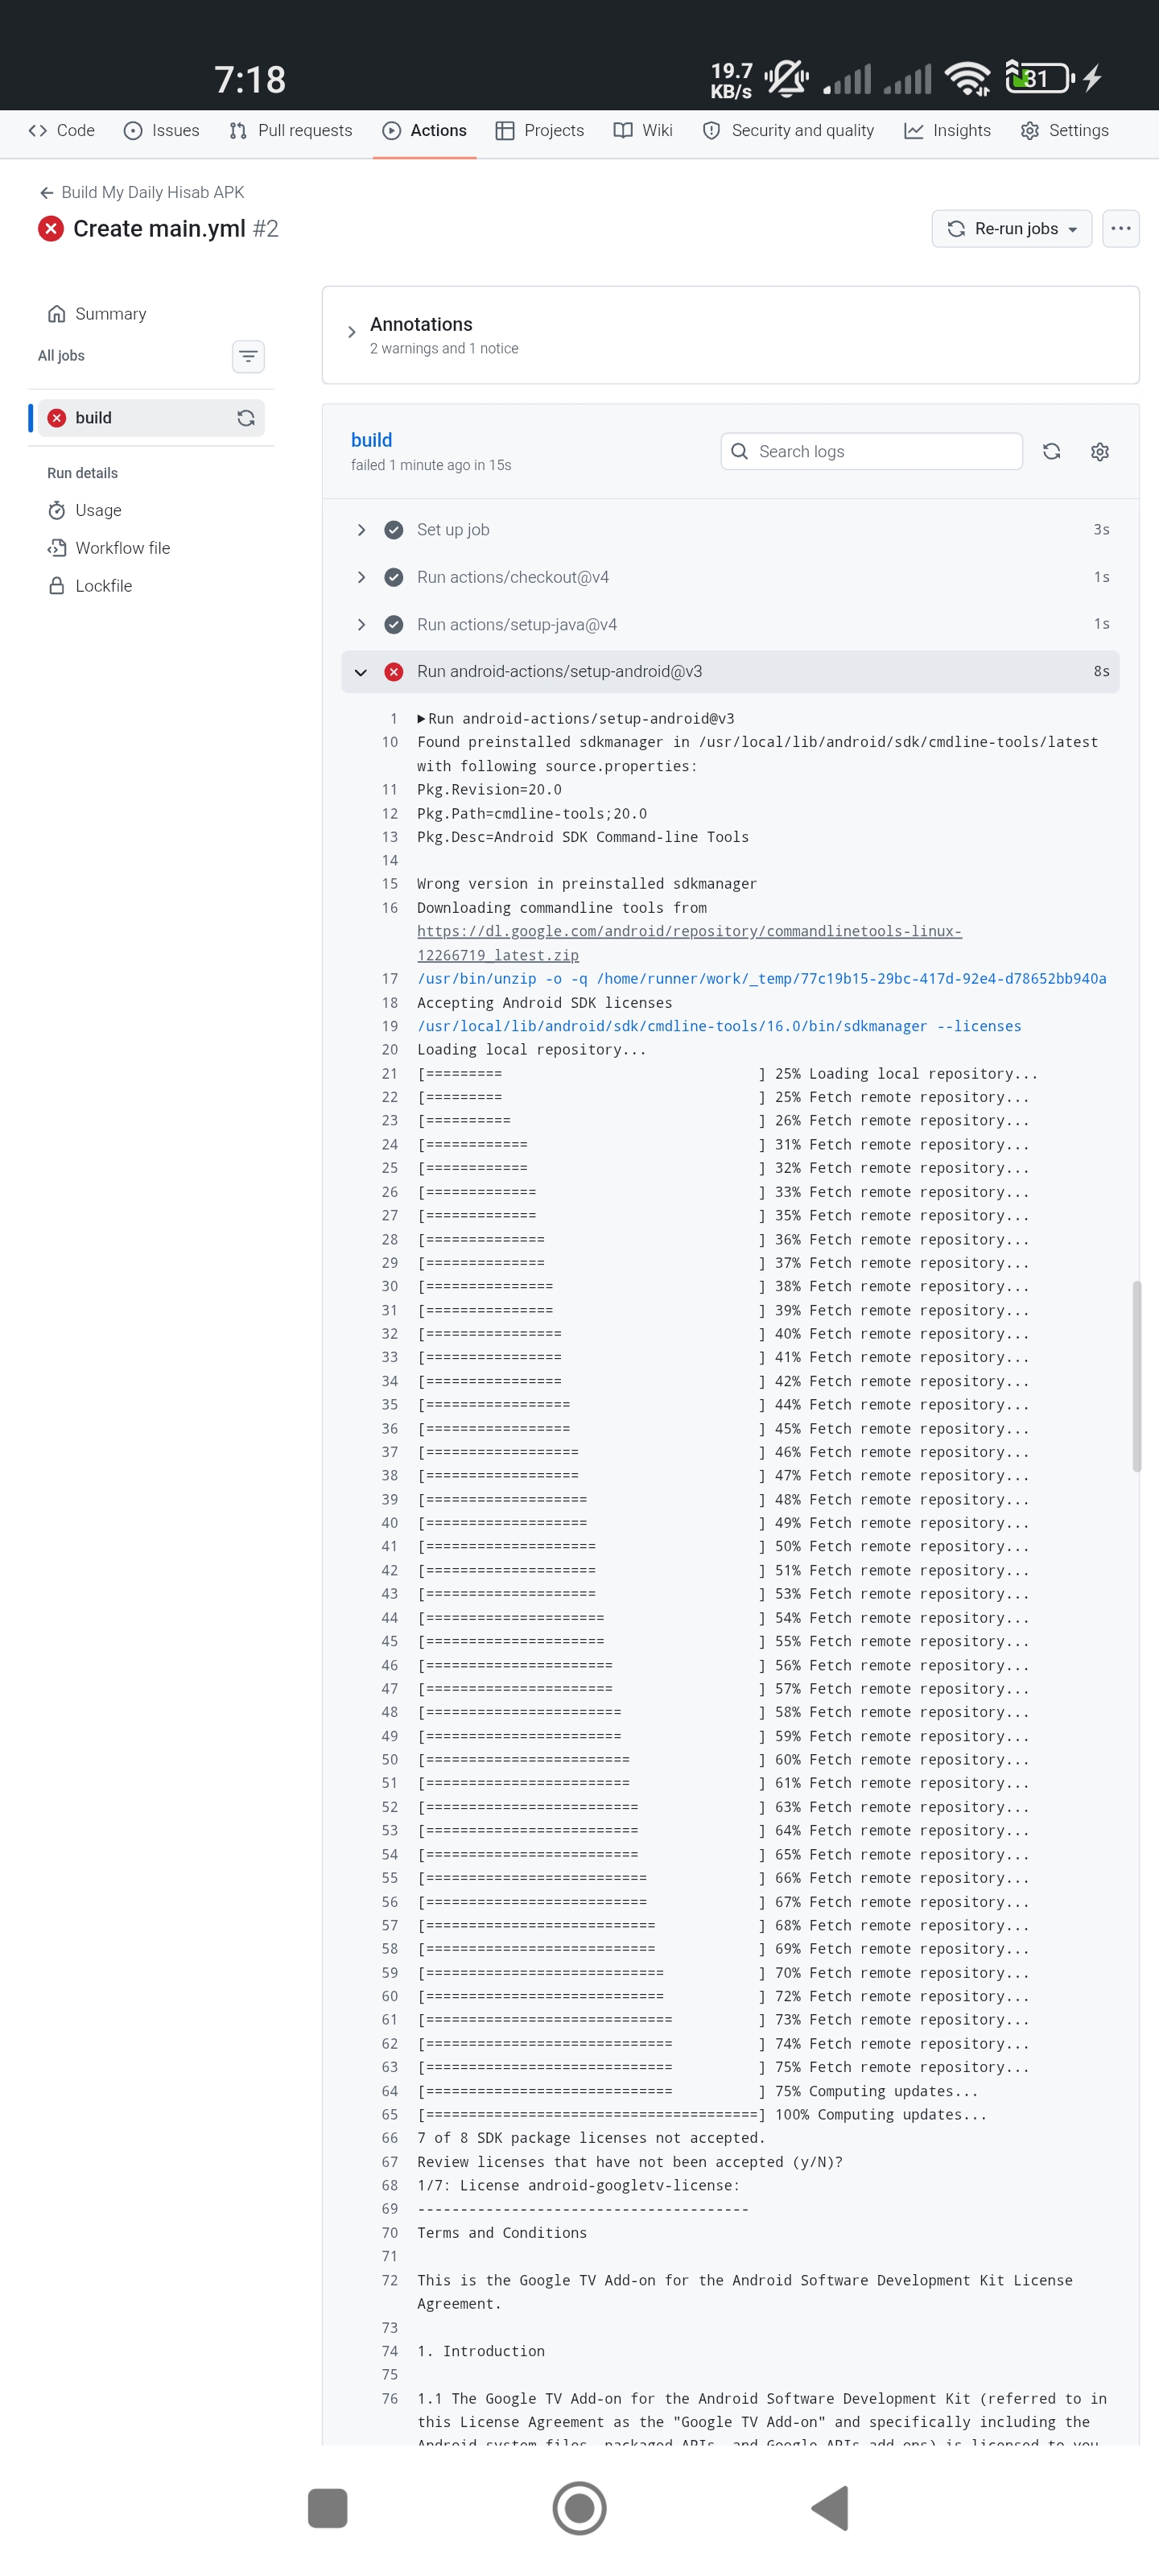 7:18
19.7
KB/s
31
Code
Issues
Pull requests
Actions
Projects
Wiki
Security and quality
Insights
Settings
Build My Daily Hisab APK
Create main.yml #2
Re-run jobs
Summary
All jobs
build
Run details
Usage
Workflow file
Lockfile
Annotations
2 warnings and 1 notice
build
failed 1 minute ago in 15s
Search logs
Set up job 3s
Run actions/checkout@v4 1s
Run actions/setup-java@v4 1s
Run android-actions/setup-android@v3 8s
1 ▶Run android-actions/setup-android@v3
10 Found preinstalled sdkmanager in /usr/local/lib/android/sdk/cmdline-tools/latest
with following source.properties:
11 Pkg.Revision=20.0
12 Pkg.Path=cmdline-tools;20.0
13 Pkg.Desc=Android SDK Command-line Tools
14
15 Wrong version in preinstalled sdkmanager
16 Downloading commandline tools from
https://dl.google.com/android/repository/commandlinetools-linux-
12266719_latest.zip
17 /usr/bin/unzip -o -q /home/runner/work/_temp/77c19b15-29bc-417d-92e4-d78652bb940a
18 Accepting Android SDK licenses
19 /usr/local/lib/android/sdk/cmdline-tools/16.0/bin/sdkmanager --licenses
20 Loading local repository...
21 [=========                              ] 25% Loading local repository...
22 [=========                              ] 25% Fetch remote repository...
23 [==========                             ] 26% Fetch remote repository...
24 [============                           ] 31% Fetch remote repository...
25 [============                           ] 32% Fetch remote repository...
26 [=============                          ] 33% Fetch remote repository...
27 [=============                          ] 35% Fetch remote repository...
28 [==============                         ] 36% Fetch remote repository...
29 [==============                         ] 37% Fetch remote repository...
30 [===============                        ] 38% Fetch remote repository...
31 [===============                        ] 39% Fetch remote repository...
32 [================                       ] 40% Fetch remote repository...
33 [================                       ] 41% Fetch remote repository...
34 [================                       ] 42% Fetch remote repository...
35 [=================                      ] 44% Fetch remote repository...
36 [=================                      ] 45% Fetch remote repository...
37 [==================                     ] 46% Fetch remote repository...
38 [==================                     ] 47% Fetch remote repository...
39 [===================                    ] 48% Fetch remote repository...
40 [===================                    ] 49% Fetch remote repository...
41 [====================                   ] 50% Fetch remote repository...
42 [====================                   ] 51% Fetch remote repository...
43 [====================                   ] 53% Fetch remote repository...
44 [=====================                  ] 54% Fetch remote repository...
45 [=====================                  ] 55% Fetch remote repository...
46 [======================                 ] 56% Fetch remote repository...
47 [======================                 ] 57% Fetch remote repository...
48 [=======================                ] 58% Fetch remote repository...
49 [=======================                ] 59% Fetch remote repository...
50 [========================               ] 60% Fetch remote repository...
51 [========================               ] 61% Fetch remote repository...
52 [=========================              ] 63% Fetch remote repository...
53 [=========================              ] 64% Fetch remote repository...
54 [=========================              ] 65% Fetch remote repository...
55 [==========================             ] 66% Fetch remote repository...
56 [==========================             ] 67% Fetch remote repository...
57 [===========================            ] 68% Fetch remote repository...
58 [===========================            ] 69% Fetch remote repository...
59 [============================           ] 70% Fetch remote repository...
60 [============================           ] 72% Fetch remote repository...
61 [=============================          ] 73% Fetch remote repository...
62 [=============================          ] 74% Fetch remote repository...
63 [=============================          ] 75% Fetch remote repository...
64 [=============================          ] 75% Computing updates...
65 [=======================================] 100% Computing updates...
66 7 of 8 SDK package licenses not accepted.
67 Review licenses that have not been accepted (y/N)?
68 1/7: License android-googletv-license:
69 ---------------------------------------
70 Terms and Conditions
71
72 This is the Google TV Add-on for the Android Software Development Kit License
Agreement.
73
74 1. Introduction
75
76 1.1 The Google TV Add-on for the Android Software Development Kit (referred to in
this License Agreement as the "Google TV Add-on" and specifically including the
Android system files, packaged APIs, and Google APIs add-ons) is licensed to you